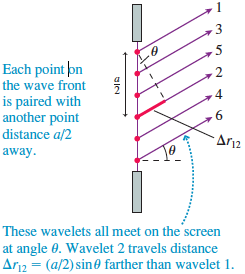 1
3
θ
5
Each point on
the wave front
is paired with
another point
distance a/2
away.
a/2
2
4
6
Δr12
θ
These wavelets all meet on the screen
at angle θ. Wavelet 2 travels distance
Δr12 = (a/2) sin θ farther than wavelet 1.